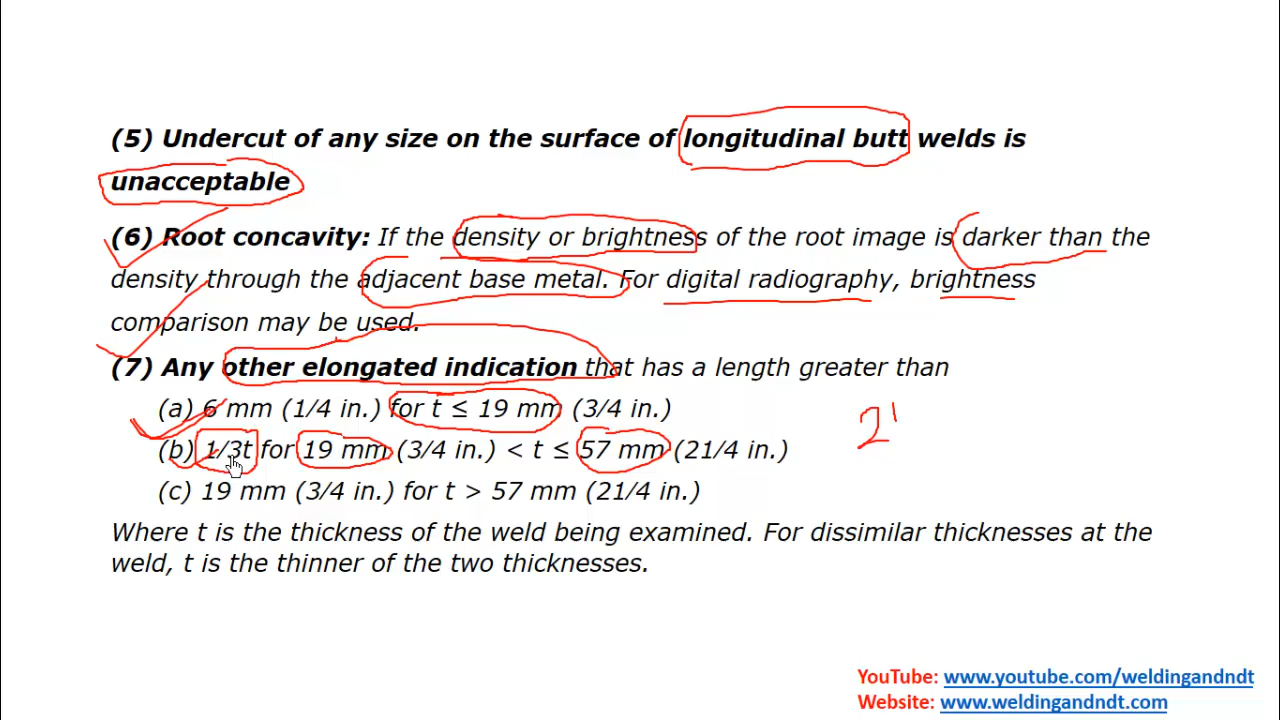 (5) Undercut of any size on the surface of longitudinal butt welds is
unacceptable
(6) Root concavity: If the density or brightness of the root image is darker than the
density through the adjacent base metal. For digital radiography, brightness
comparison may be used.
(7) Any other elongated indication that has a length greater than
(a) 6 mm (1/4 in.) for t ≤ 19 mm (3/4 in.)
(b) 1/3t for 19 mm (3/4 in.) < t ≤ 57 mm (21/4 in.)
2'
(c) 19 mm (3/4 in.) for t > 57 mm (21/4 in.)
Where t is the thickness of the weld being examined. For dissimilar thicknesses at the
weld, t is the thinner of the two thicknesses.
YouTube: www.youtube.com/weldingandndt
Website: www.weldingandndt.com